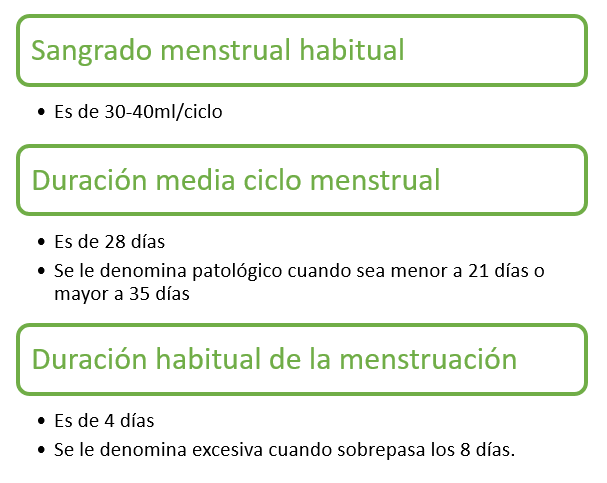 Sangrado menstrual habitual
• Es de 30-40ml/ciclo
Duración media ciclo menstrual
• Es de 28 días
• Se le denomina patológico cuando sea menor a 21 días o
mayor a 35 días
Duración habitual de la menstruación
• Es de 4 días
• Se le denomina excesiva cuando sobrepasa los 8 días.